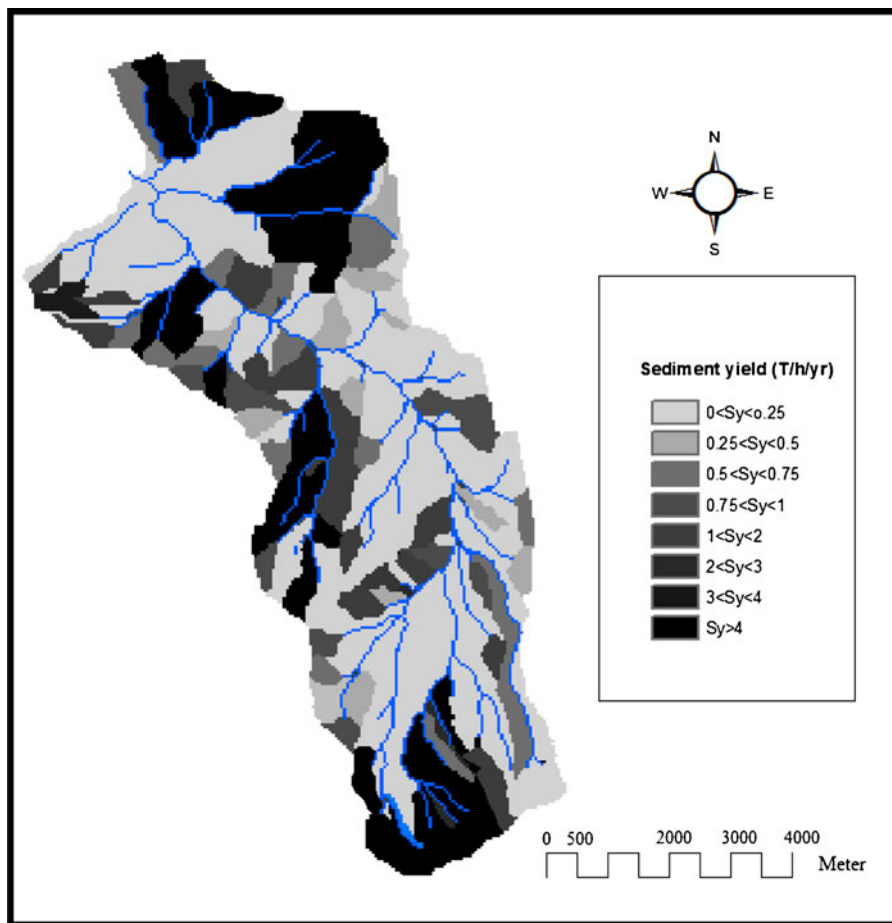 N
W E
S
Sediment yield (T/h/yr)
0<Sy<o.25
0.25<Sy<0.5
0.5<Sy<0.75
0.75<Sy<1
1<Sy<2
2<Sy<3
3<Sy<4
Sy>4
0 500 2000 3000 4000
Meter